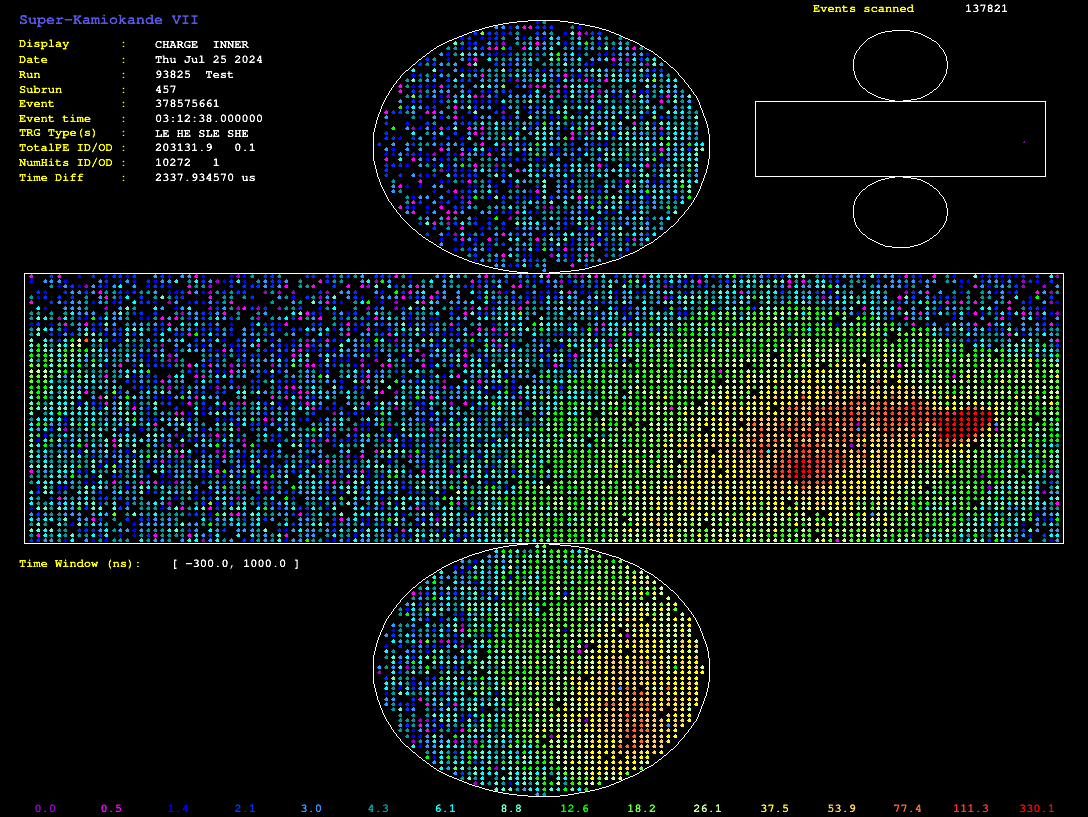 Super-Kamiokande VII
Events scanned 137821
Display : CHARGE INNER
Date : Thu Jul 25 2024
Run : 93825 Test
Subrun : 457
Event : 378575661
Event time : 03:12:38.000000
TRG Type(s) : LE HE SLE SHE
TotalPE ID/OD : 203131.9 0.1
NumHits ID/OD : 10272 1
Time Diff : 2337.934570 us
Time Window (ns): [ -300.0, 1000.0 ]
0.0 0.5 1.4 2.1 3.0 4.3 6.1 8.8 12.6 18.2 26.1 37.5 53.9 77.4 111.3 330.1